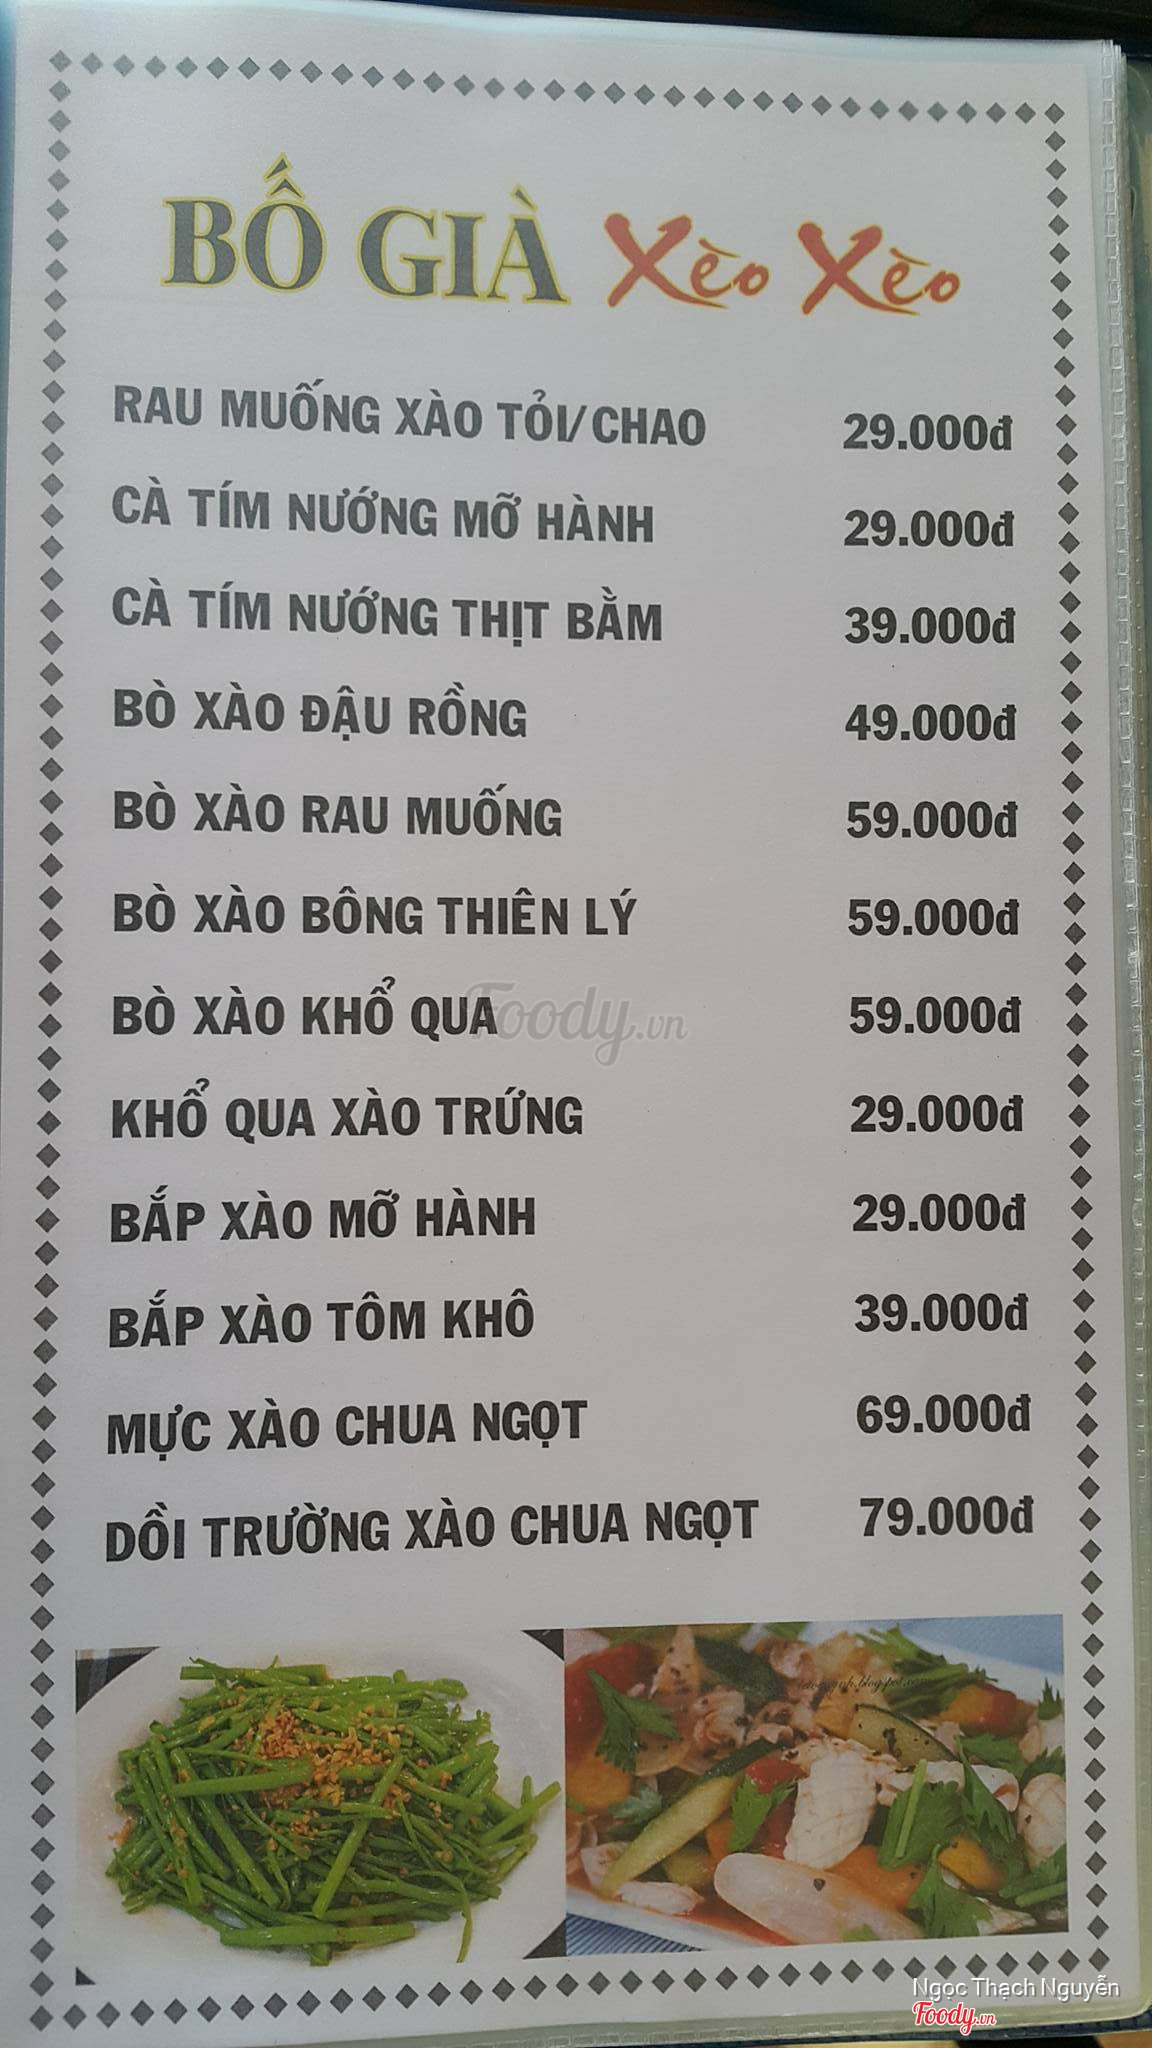 BỐ GIÀ Xèo Xèo
RAU MUỐNG XÀO TỎI/CHAO 29.000đ
CÀ TÍM NƯỚNG MỠ HÀNH 29.000đ
CÀ TÍM NƯỚNG THỊT BẰM 39.000đ
BÒ XÀO ĐẬU RỒNG 49.000đ
BÒ XÀO RAU MUỐNG 59.000đ
BÒ XÀO BÔNG THIÊN LÝ 59.000đ
BÒ XÀO KHỔ QUA 59.000đ
Foody.vn
KHỔ QUA XÀO TRỨNG 29.000đ
BẮP XÀO MỠ HÀNH 29.000đ
BẮP XÀO TÔM KHÔ 39.000đ
MỰC XÀO CHUA NGỌT 69.000đ
DỒI TRƯỜNG XÀO CHUA NGỌT 79.000đ
Ngọc Thạch Nguyễn
Foody.vn